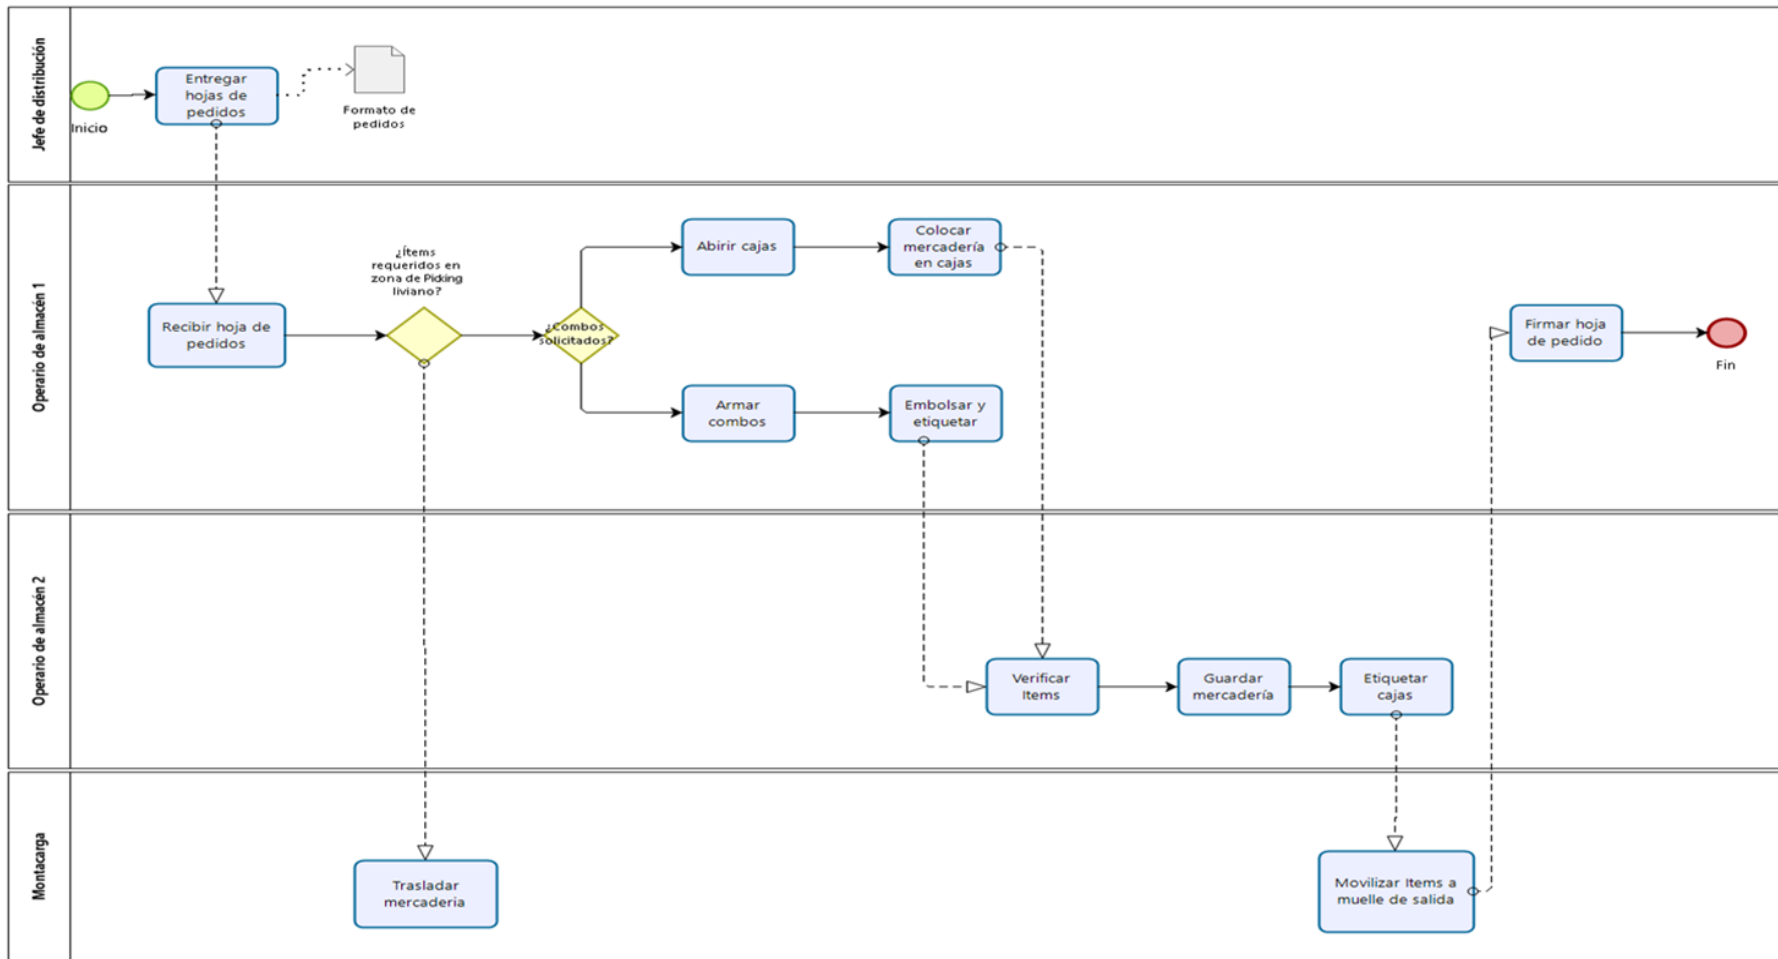 Jefe de distribución
Inicio
Entregar
hojas de
pedidos
Formato de
pedidos
Operario de almacén 1
Recibir hoja de
pedidos
¿Ítems
requeridos en
zona de Picking
liviano?
¿Combos
solicitados?
Abirir cajas
Colocar
mercadería
en cajas
Armar
combos
Embolsar y
etiquetar
Firmar hoja
de pedido
Fin
Operario de almacén 2
Verificar
Items
Guardar
mercadería
Etiquetar
cajas
Montacarga
Trasladar
mercaderia
Movilizar Items a
muelle de salida